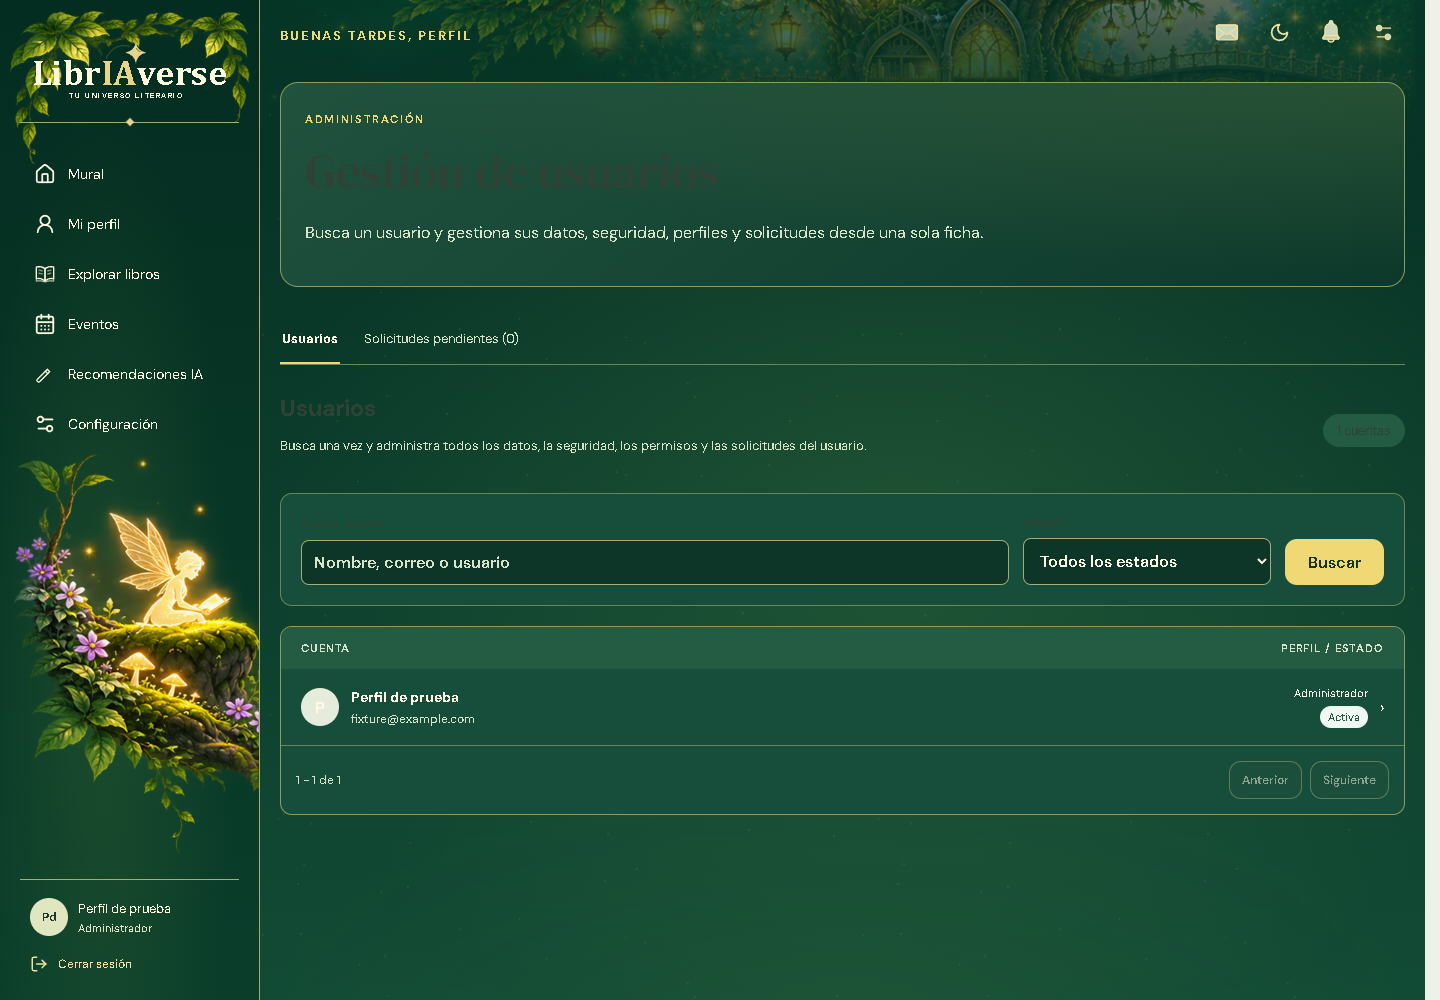 LibrIAverse
TU UNIVERSO LITERARIO
Mural
Mi perfil
Explorar libros
Eventos
Recomendaciones IA
Configuración
Pd
Perfil de prueba
Administrador
Cerrar sesión
BUENAS TARDES, PERFIL
ADMINISTRACIÓN
Gestión de usuarios
Busca un usuario y gestiona sus datos, seguridad, perfiles y solicitudes desde una sola ficha.
Usuarios
Solicitudes pendientes (0)
Usuarios
Busca una vez y administra todos los datos, la seguridad, los permisos y las solicitudes del usuario.
1 cuentas
Nombre, correo o usuario
Todos los estados
Buscar
CUENTA
PERFIL / ESTADO
P
Perfil de prueba
fixture@example.com
Administrador
Activa
1–1 de 1
Anterior
Siguiente